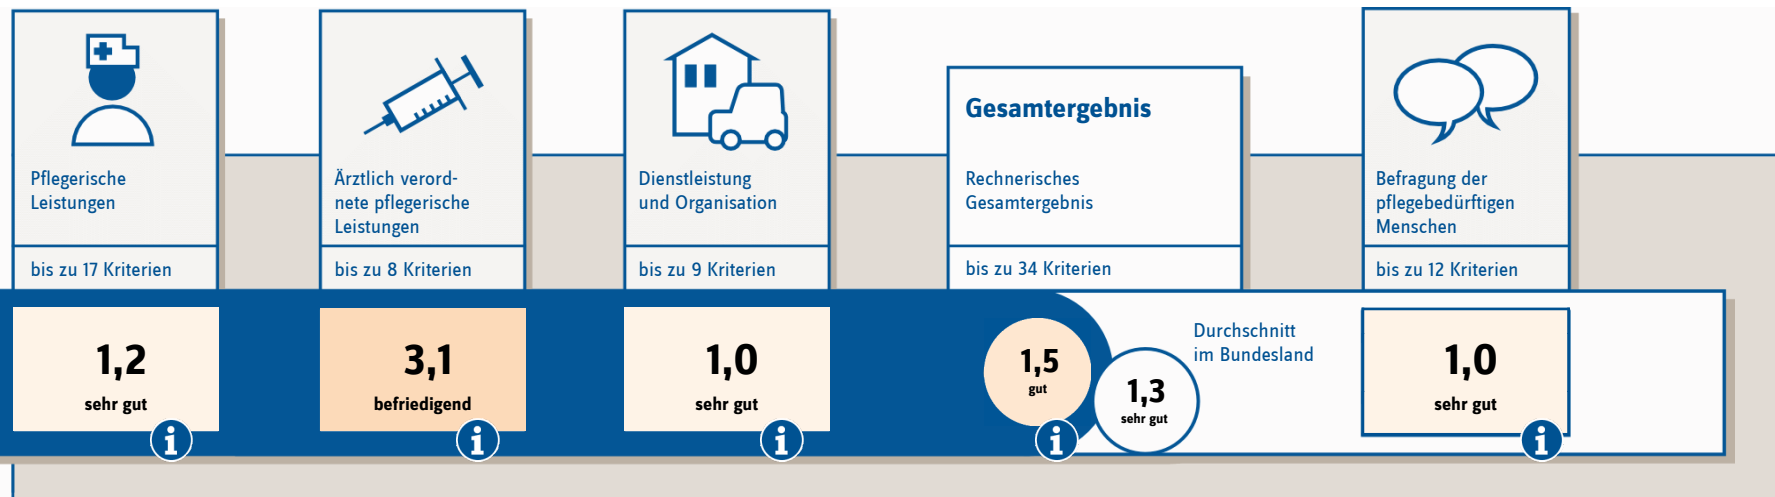 Pflegerische
Leistungen
bis zu 17 Kriterien
1,2
sehr gut
i
Ärztlich verord-
nete pflegerische
Leistungen
bis zu 8 Kriterien
3,1
befriedigend
i
Dienstleistung
und Organisation
bis zu 9 Kriterien
1,0
sehr gut
i
Gesamtergebnis
Rechnerisches
Gesamtergebnis
bis zu 34 Kriterien
1,5
gut
i
1,3
sehr gut
Durchschnitt
im Bundesland
Befragung der
pflegebedürftigen
Menschen
bis zu 12 Kriterien
1,0
sehr gut
i